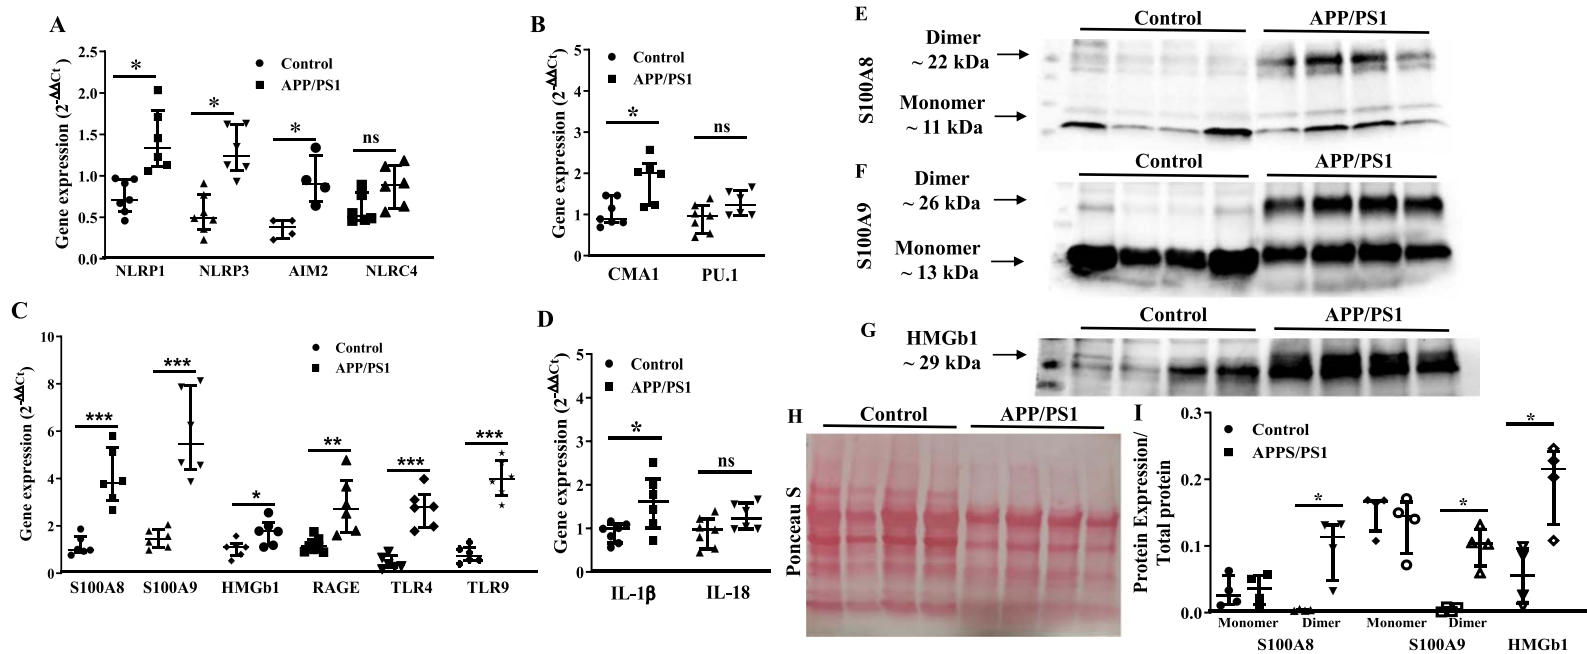 A
Gene expression (2-ΔΔCt)
2.5
2.0
1.5
1.0
0.5
0.0
Control
APP/PS1
*
*
*
ns
NLRP1 NLRP3 AIM2 NLRC4
B
Gene expression (2-ΔΔCt)
5
4
3
2
1
0
Control
APP/PS1
*
ns
CMA1 PU.1
C
Gene expression (2-ΔΔCt)
10
8
6
4
2
0
Control
APP/PS1
***
***
*
**
***
***
S100A8 S100A9 HMGb1 RAGE TLR4 TLR9
D
Gene expression (2-ΔΔCt)
5
4
3
2
1
0
Control
APP/PS1
*
ns
IL-1β IL-18
E
S100A8
Control APP/PS1
Dimer
~ 22 kDa
Monomer
~ 11 kDa
F
S100A9
Control APP/PS1
Dimer
~ 26 kDa
Monomer
~ 13 kDa
G
Control APP/PS1
HMGb1
~ 29 kDa
H
Ponceau S
Control APP/PS1
I
Protein Expression/
Total protein
0.3
0.2
0.1
0.0
Control
APPS/PS1
*
*
*
Monomer Dimer Monomer Dimer
S100A8 S100A9 HMGb1